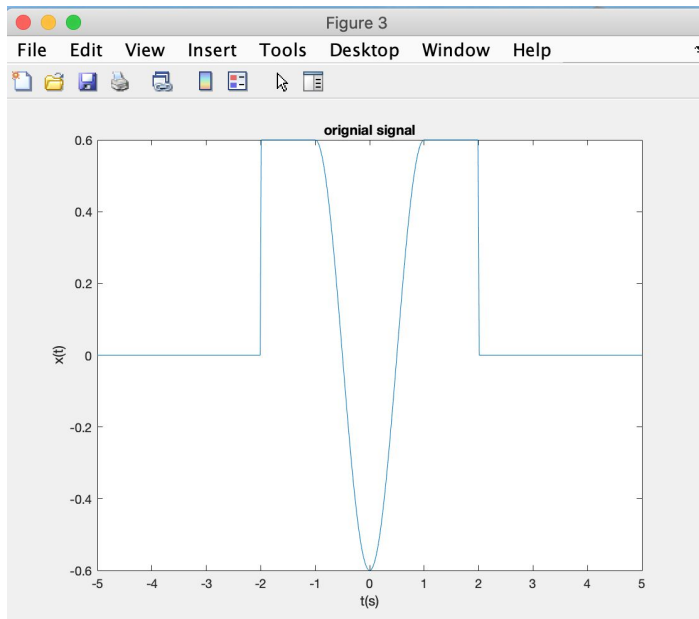 Figure 3
File Edit View Insert Tools Desktop Window Help
orignial signal
0.6
0.4
0.2
0
-0.2
-0.4
-0.6
x(t)
-5 -4 -3 -2 -1 0 1 2 3 4 5
t(s)